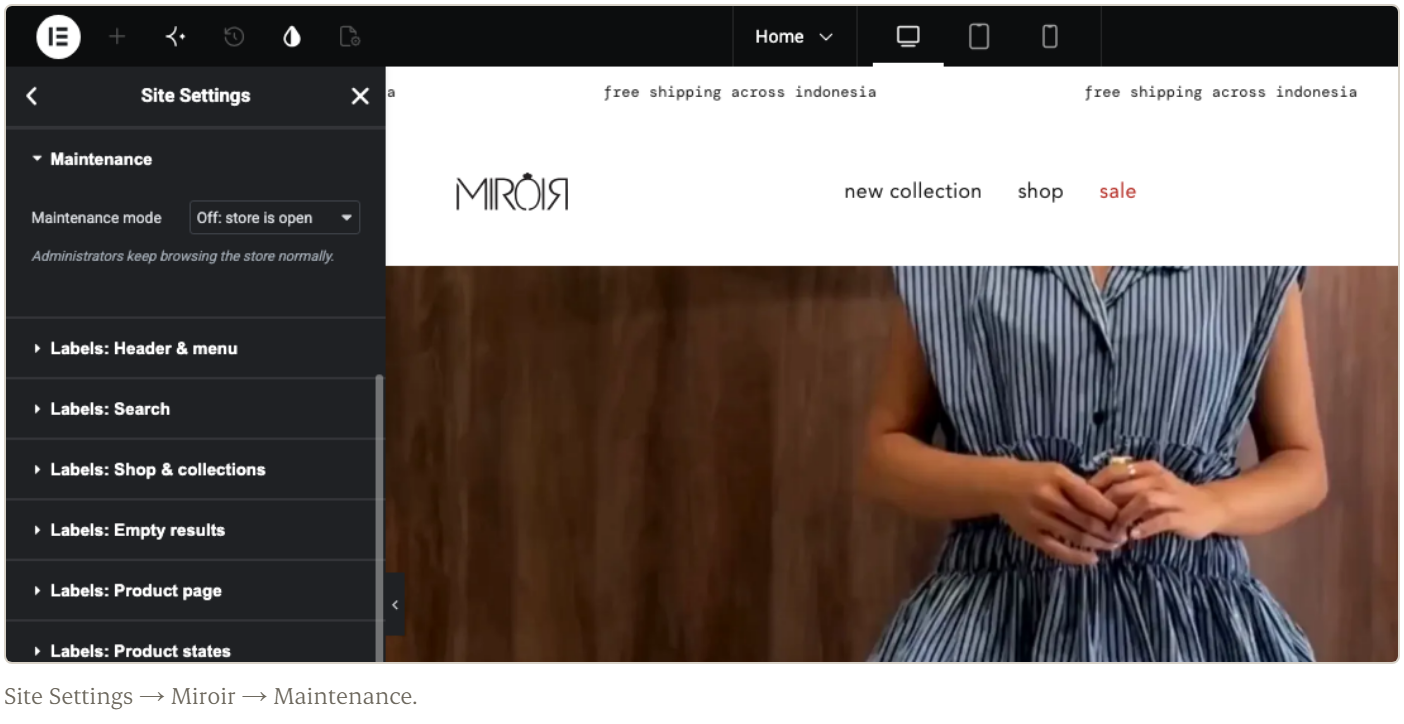 Home
Site Settings
a
free shipping across indonesia
free shipping across indonesia
Maintenance
Maintenance mode
Off: store is open
Administrators keep browsing the store normally.
MIROIR
new collection
shop
sale
Labels: Header & menu
Labels: Search
Labels: Shop & collections
Labels: Empty results
Labels: Product page
Labels: Product states
Site Settings → Miroir → Maintenance.